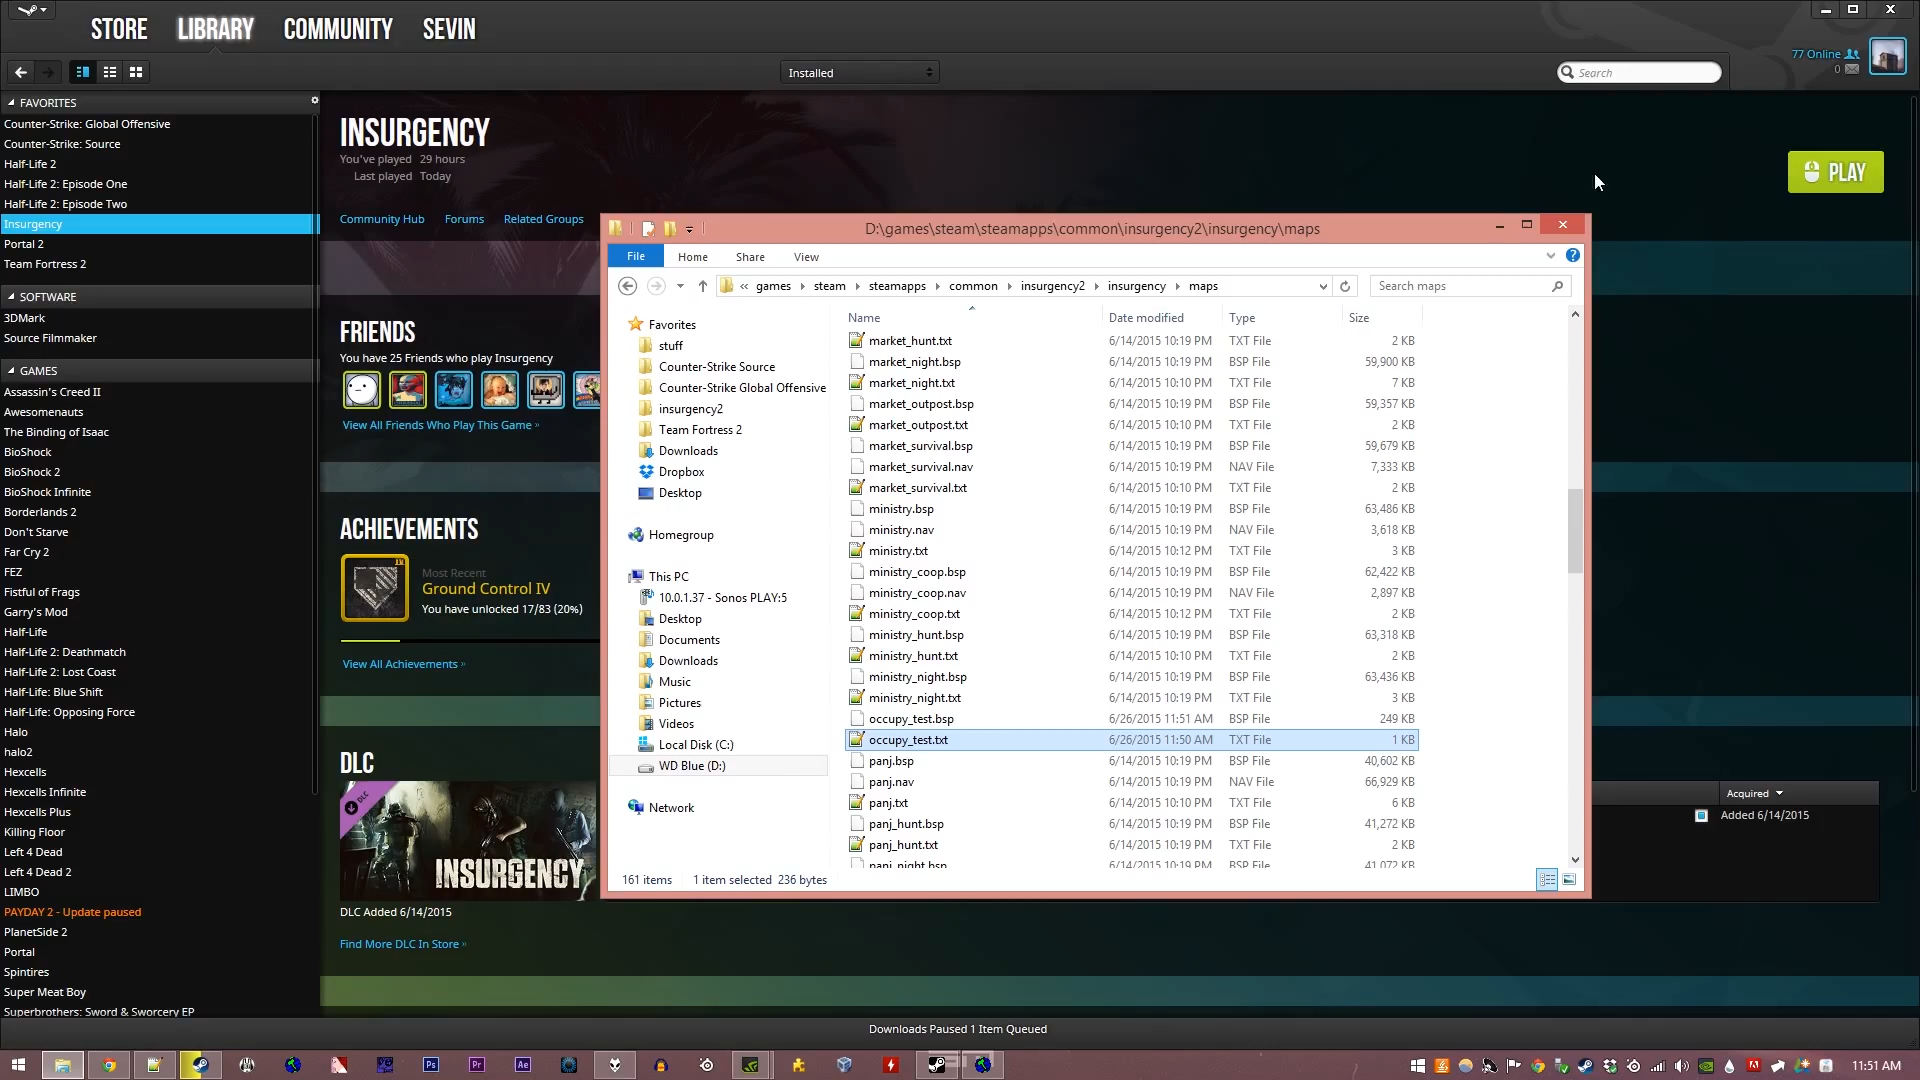 STORE LIBRARY COMMUNITY SEVIN
77 Online
0
Installed
Search
FAVORITES
Counter-Strike: Global Offensive
Counter-Strike: Source
Half-Life 2
Half-Life 2: Episode One
Half-Life 2: Episode Two
Insurgency
Portal 2
Team Fortress 2
SOFTWARE
3DMark
Source Filmmaker
GAMES
Assassin's Creed II
Awesomenauts
The Binding of Isaac
BioShock
BioShock 2
BioShock Infinite
Borderlands 2
Don't Starve
Far Cry 2
FEZ
Fistful of Frags
Garry's Mod
Half-Life
Half-Life 2: Deathmatch
Half-Life 2: Lost Coast
Half-Life: Blue Shift
Half-Life: Opposing Force
Halo
halo2
Hexcells
Hexcells Infinite
Hexcells Plus
Killing Floor
Left 4 Dead
Left 4 Dead 2
LIMBO
PAYDAY 2 - Update paused
PlanetSide 2
Portal
Spintires
Super Meat Boy
Superbrothers: Sword & Sworcery EP
INSURGENCY
You've played 29 hours
Last played Today
PLAY
Community Hub Forums Related Groups
FRIENDS
You have 25 Friends who play Insurgency
View All Friends Who Play This Game »
ACHIEVEMENTS
IV
Most Recent
Ground Control IV
You have unlocked 17/83 (20%)
View All Achievements »
DLC
DLC
INSURGENCY
DLC Added 6/14/2015
Find More DLC In Store »
Acquired
Added 6/14/2015
D:\games\steam\steamapps\common\insurgency2\insurgency\maps
File Home Share View
« games steam steamapps common insurgency2 insurgency maps
Search maps
Favorites
stuff
Counter-Strike Source
Counter-Strike Global Offensive
insurgency2
Team Fortress 2
Downloads
Dropbox
Desktop
Homegroup
This PC
10.0.1.37 - Sonos PLAY:5
Desktop
Documents
Downloads
Music
Pictures
Videos
Local Disk (C:)
WD Blue (D:)
Network
Name Date modified Type Size
market_hunt.txt 6/14/2015 10:19 PM TXT File 2 KB
market_night.bsp 6/14/2015 10:19 PM BSP File 59,900 KB
market_night.txt 6/14/2015 10:10 PM TXT File 7 KB
market_outpost.bsp 6/14/2015 10:19 PM BSP File 59,357 KB
market_outpost.txt 6/14/2015 10:10 PM TXT File 2 KB
market_survival.bsp 6/14/2015 10:19 PM BSP File 59,679 KB
market_survival.nav 6/14/2015 10:19 PM NAV File 7,333 KB
market_survival.txt 6/14/2015 10:10 PM TXT File 2 KB
ministry.bsp 6/14/2015 10:19 PM BSP File 63,486 KB
ministry.nav 6/14/2015 10:19 PM NAV File 3,618 KB
ministry.txt 6/14/2015 10:12 PM TXT File 3 KB
ministry_coop.bsp 6/14/2015 10:19 PM BSP File 62,422 KB
ministry_coop.nav 6/14/2015 10:19 PM NAV File 2,897 KB
ministry_coop.txt 6/14/2015 10:12 PM TXT File 2 KB
ministry_hunt.bsp 6/14/2015 10:19 PM BSP File 63,318 KB
ministry_hunt.txt 6/14/2015 10:10 PM TXT File 2 KB
ministry_night.bsp 6/14/2015 10:19 PM BSP File 63,436 KB
ministry_night.txt 6/14/2015 10:19 PM TXT File 3 KB
occupy_test.bsp 6/26/2015 11:51 AM BSP File 249 KB
occupy_test.txt 6/26/2015 11:50 AM TXT File 1 KB
panj.bsp 6/14/2015 10:19 PM BSP File 40,602 KB
panj.nav 6/14/2015 10:19 PM NAV File 66,929 KB
panj.txt 6/14/2015 10:10 PM TXT File 6 KB
panj_hunt.bsp 6/14/2015 10:19 PM BSP File 41,272 KB
panj_hunt.txt 6/14/2015 10:19 PM TXT File 2 KB
panj_night.bsp 6/14/2015 10:19 PM BSP File 41,072 KB
161 items 1 item selected 236 bytes
Downloads Paused 1 Item Queued
Ps Pr Ae
11:51 AM